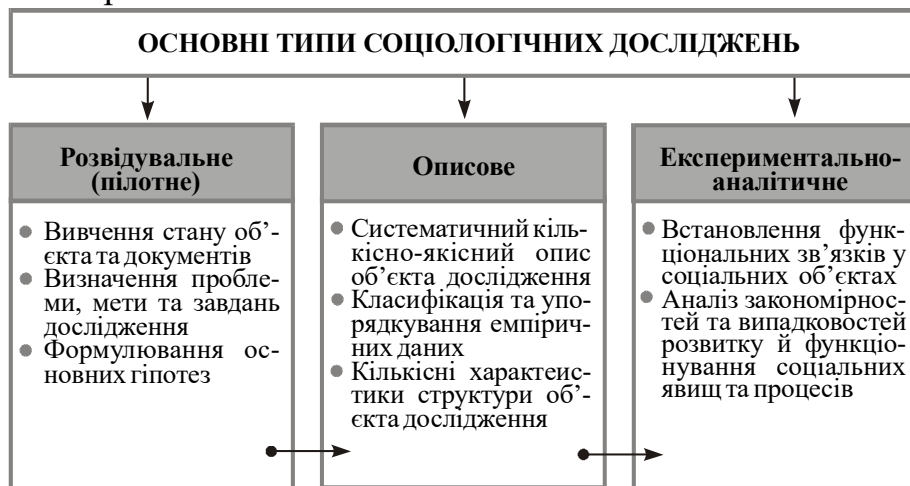 ОСНОВНІ ТИПИ СОЦІОЛОГІЧНИХ ДОСЛІДЖЕНЬ
Розвідувальне
(пілотне)
Вивчення стану об’-
єкта та документів
Визначення пробле-
ми, мети та завдань
дослідження
Формулювання ос-
новних гіпотез
Описове
Систематичний кіль-
кісно-якісний опис
об’єкта дослідження
Класифікація та упо-
рядкування емпірич-
них даних
Кількісні характеис-
тики структури об’-
єкта дослідження
Експериментально-
аналітичне
Встановлення функ-
ціональних зв’язків у
соціальних об’єктах
Аналіз закономірнос-
тей та випадковостей
розвитку й функціо-
нування соціальних
явищ та процесів